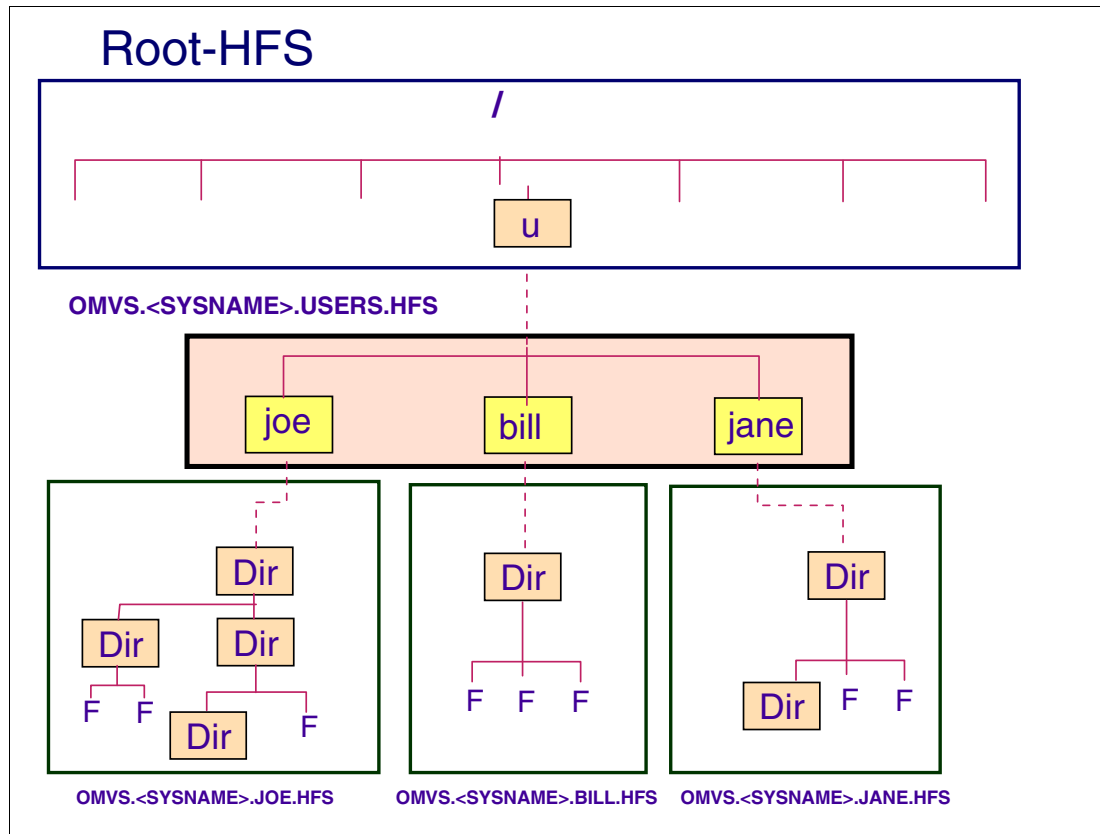 Root-HFS
/
u
OMVS.<SYSNAME>.USERS.HFS
joe
bill
jane
Dir
Dir
Dir
F
F
Dir
F
OMVS.<SYSNAME>.JOE.HFS
Dir
F
F
F
OMVS.<SYSNAME>.BILL.HFS
Dir
Dir
F
F
OMVS.<SYSNAME>.JANE.HFS